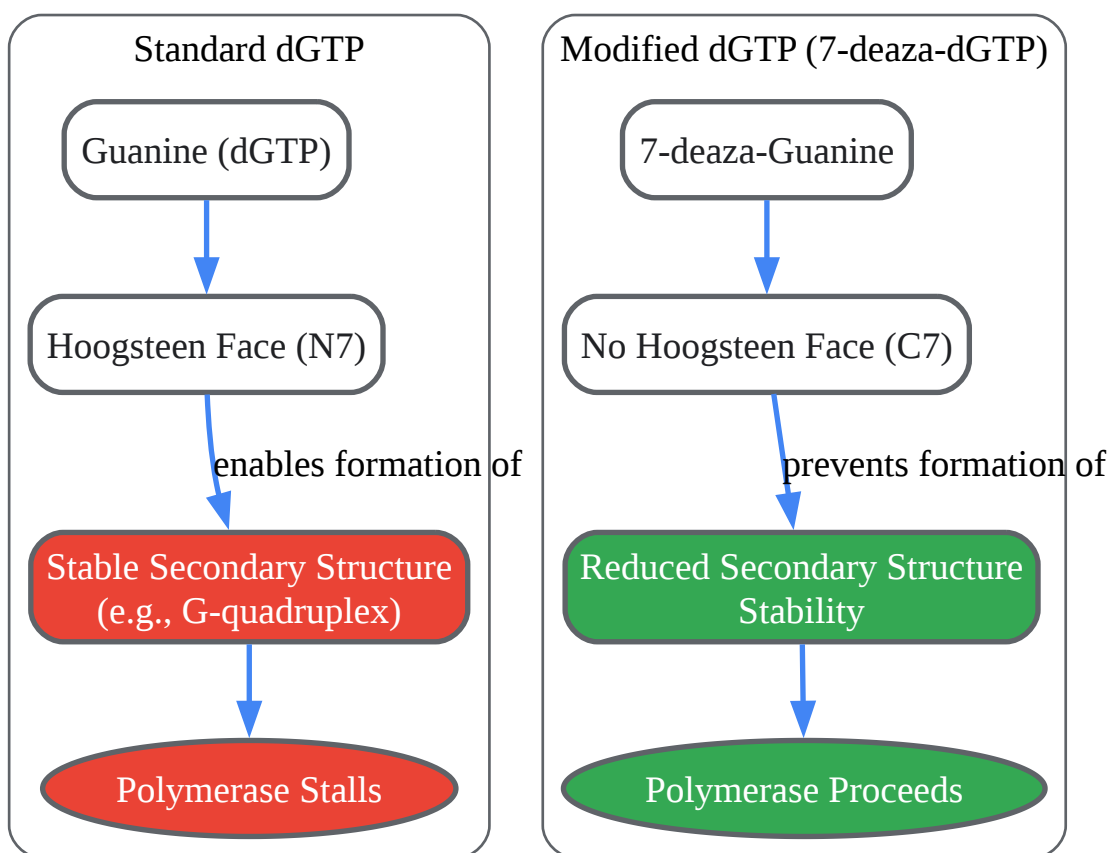 Standard dGTP
Guanine (dGTP)
Hoogsteen Face (N7)
enables formation of
Stable Secondary Structure
(e.g., G-quadruplex)
Polymerase Stalls
Modified dGTP (7-deaza-dGTP)
7-deaza-Guanine
No Hoogsteen Face (C7)
prevents formation of
Reduced Secondary Structure
Stability
Polymerase Proceeds